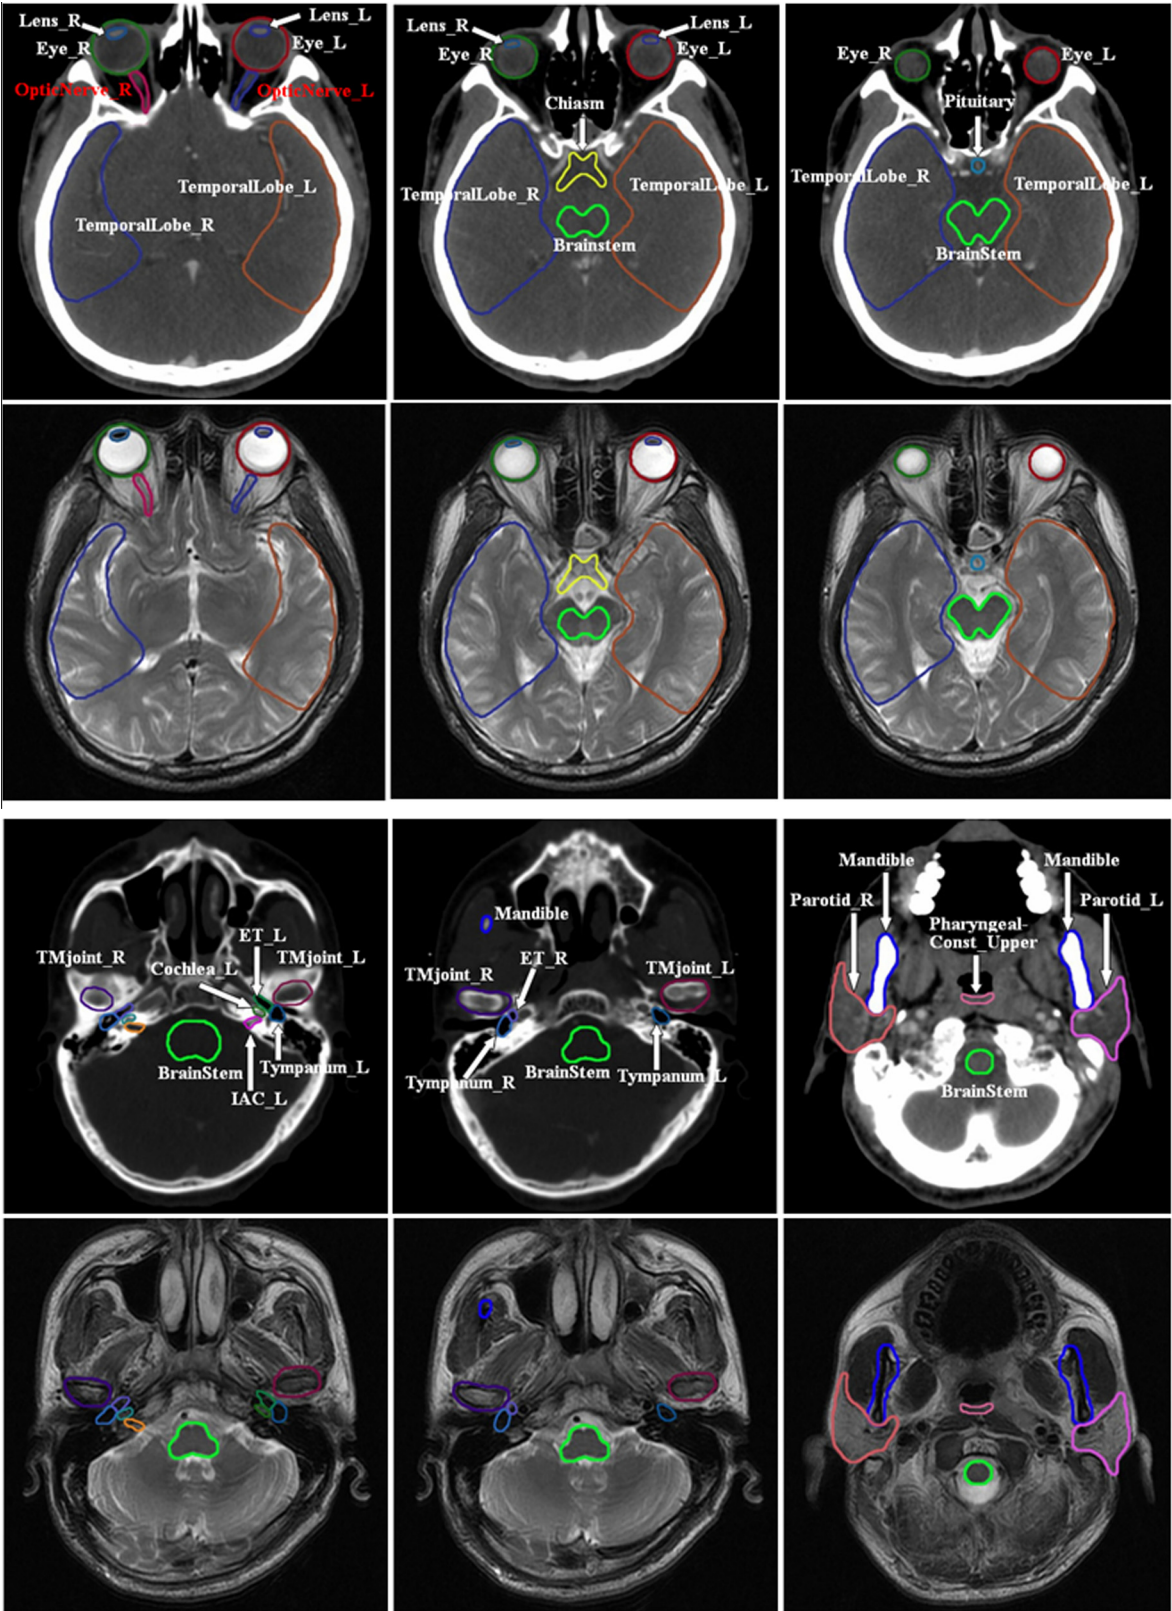 Lens_R
Lens_L
Eye_R
Eye_L
OpticNerve_R
OpticNerve_L
TemporalLobe_L
TemporalLobe_R
Lens_R
Lens_L
Eye_R
Eye_L
Chiasm
TemporalLobe_R
TemporalLobe_L
Brainstem
Eye_R
Eye_L
Pituitary
TemporalLobe_R
TemporalLobe_L
BrainStem
ET_L
TMjoint_R
TMjoint_L
Cochlea_L
BrainStem
Tympanum_L
IAC_L
Mandible
ET_R
TMjoint_R
TMjoint_L
BrainStem
Tympanum_R
Tympanum_L
Mandible
Mandible
Parotid_R
Parotid_L
Pharyngeal-
Const_Upper
BrainStem